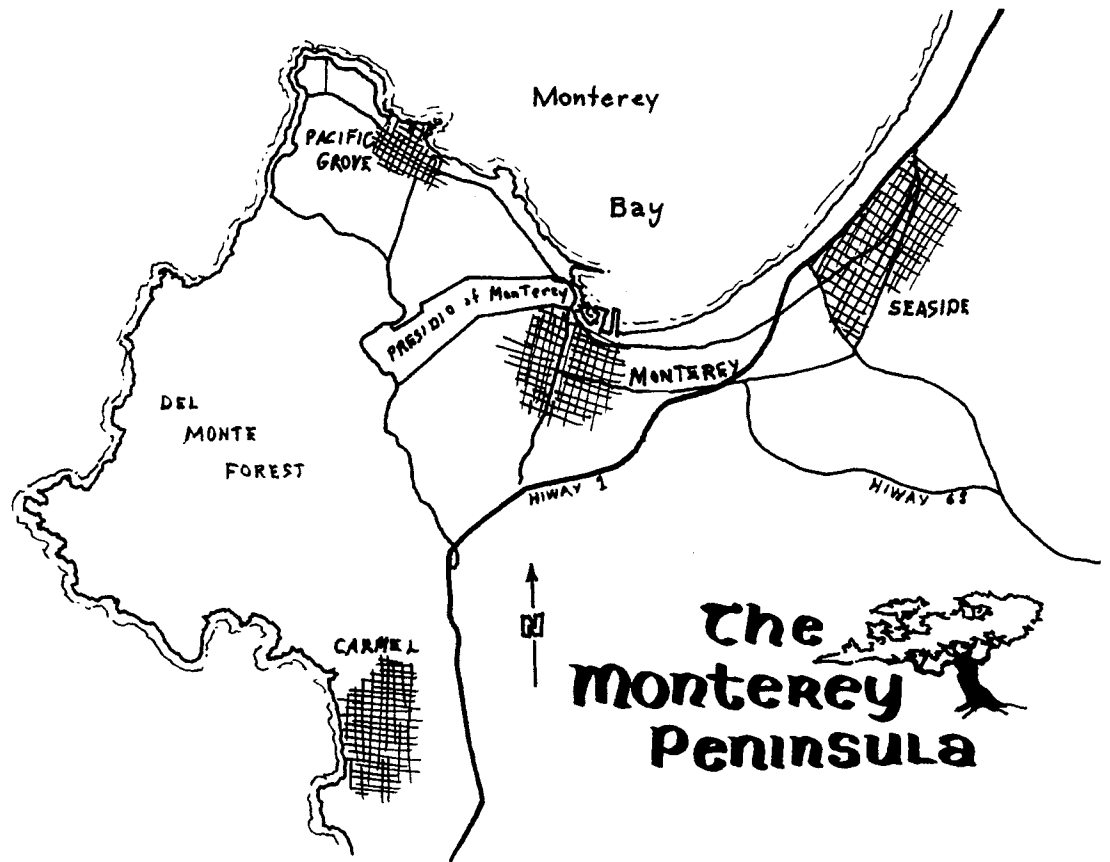 Monterey
Bay
PACIFIC
GROVE
PRESIDIO of Monterey
SEASIDE
MONTEREY
DEL
MONTE
FOREST
HIWAY 1
HIWAY 68
N
CARMEL
The
Monterey
Peninsula